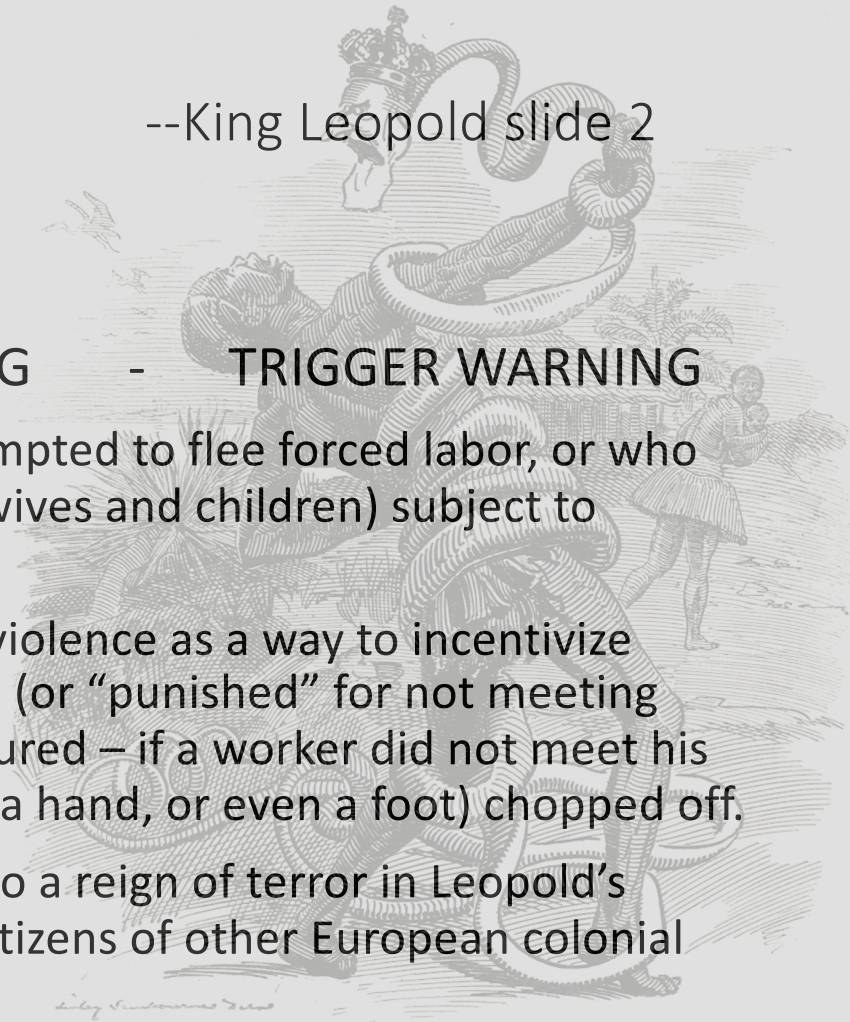 --King Leopold slide 2
G - TRIGGER WARNING
mpted to flee forced labor, or who
wives and children) subject to
violence as a way to incentivize
(or “punished” for not meeting
ured – if a worker did not meet his
a hand, or even a foot) chopped off.
o a reign of terror in Leopold’s
tizens of other European colonial